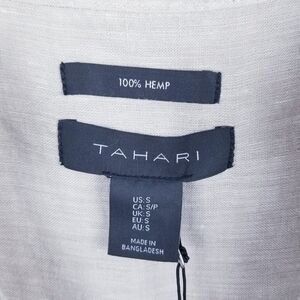 100% HEMP
TAHARI
US:S
CA:S/P
UK:S
EU:S
AU:S
MADE IN
BANGLADESH